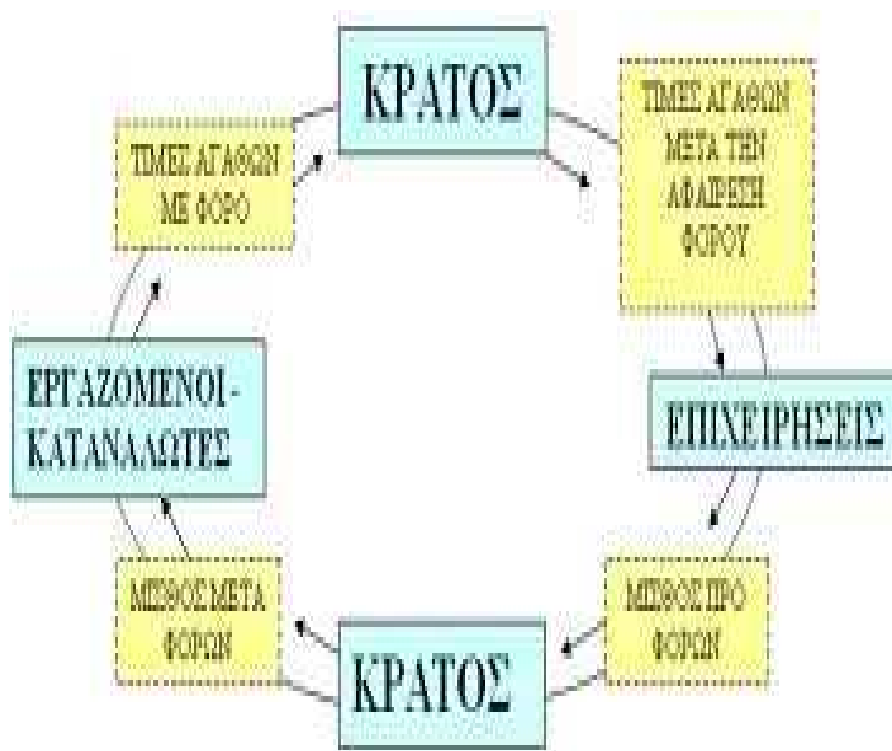 ΚΡΑΤΟΣ
ΤΙΜΕΣ ΑΓΑΘΩΝ
ΜΕ ΦΟΡΟ
ΤΙΜΕΣ ΑΓΑΘΩΝ
ΜΕΤΑ ΤΗΝ
ΑΦΑΙΡΕΣΗ
ΦΟΡΟΥ
ΕΡΓΑΖΟΜΕΝΟΙ-
ΚΑΤΑΝΑΛΩΤΕΣ
ΕΠΙΧΕΙΡΗΣΕΙΣ
ΜΙΣΘΟΣ ΜΕΤΑ
ΦΟΡΩΝ
ΜΙΣΘΟΣ ΠΡΟ
ΦΟΡΩΝ
ΚΡΑΤΟΣ